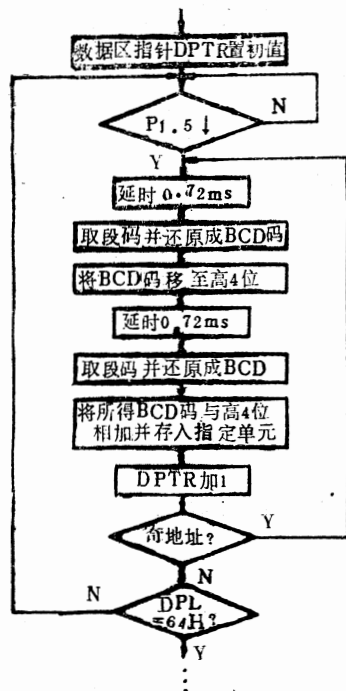 数据区指针DPTR置初值
N
P1.5↓
Y
延时0.72ms
取段码并还原成BCD码
将BCD码移至高4位
延时0.72ms
取段码并还原成BCD
将所得BCD码与高4位
相加并存入指定单元
DPTR加1
奇地址?
Y
N
N
DPL
=64H?
Y